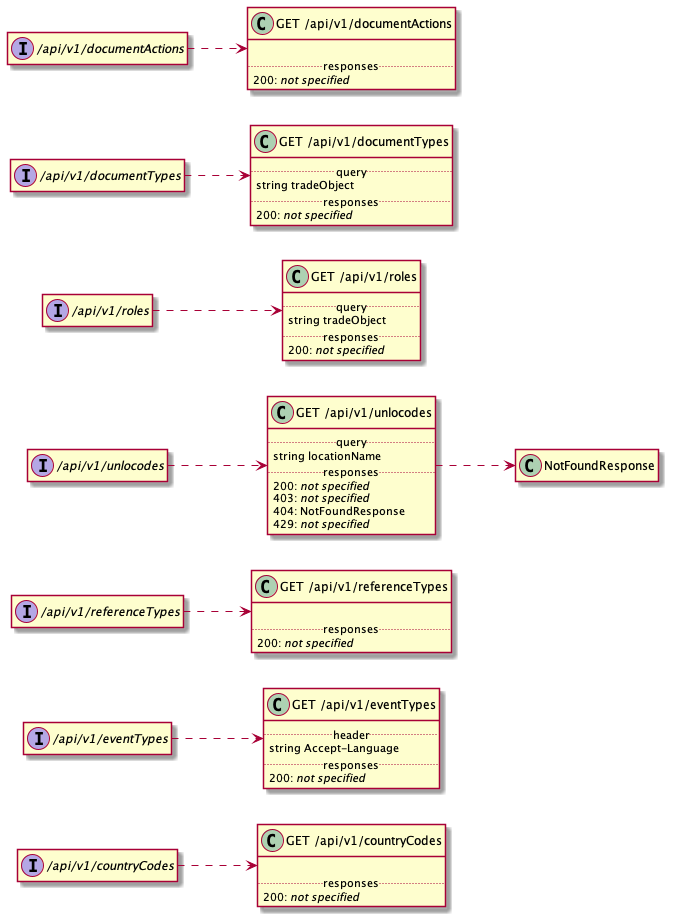 I /api/v1/documentActions
C GET /api/v1/documentActions
responses
200: not specified
I /api/v1/documentTypes
C GET /api/v1/documentTypes
query
string tradeObject
responses
200: not specified
I /api/v1/roles
C GET /api/v1/roles
query
string tradeObject
responses
200: not specified
I /api/v1/unlocodes
C GET /api/v1/unlocodes
query
string locationName
responses
200: not specified
403: not specified
404: NotFoundResponse
429: not specified
C NotFoundResponse
I /api/v1/referenceTypes
C GET /api/v1/referenceTypes
responses
200: not specified
I /api/v1/eventTypes
C GET /api/v1/eventTypes
header
string Accept-Language
responses
200: not specified
I /api/v1/countryCodes
C GET /api/v1/countryCodes
responses
200: not specified